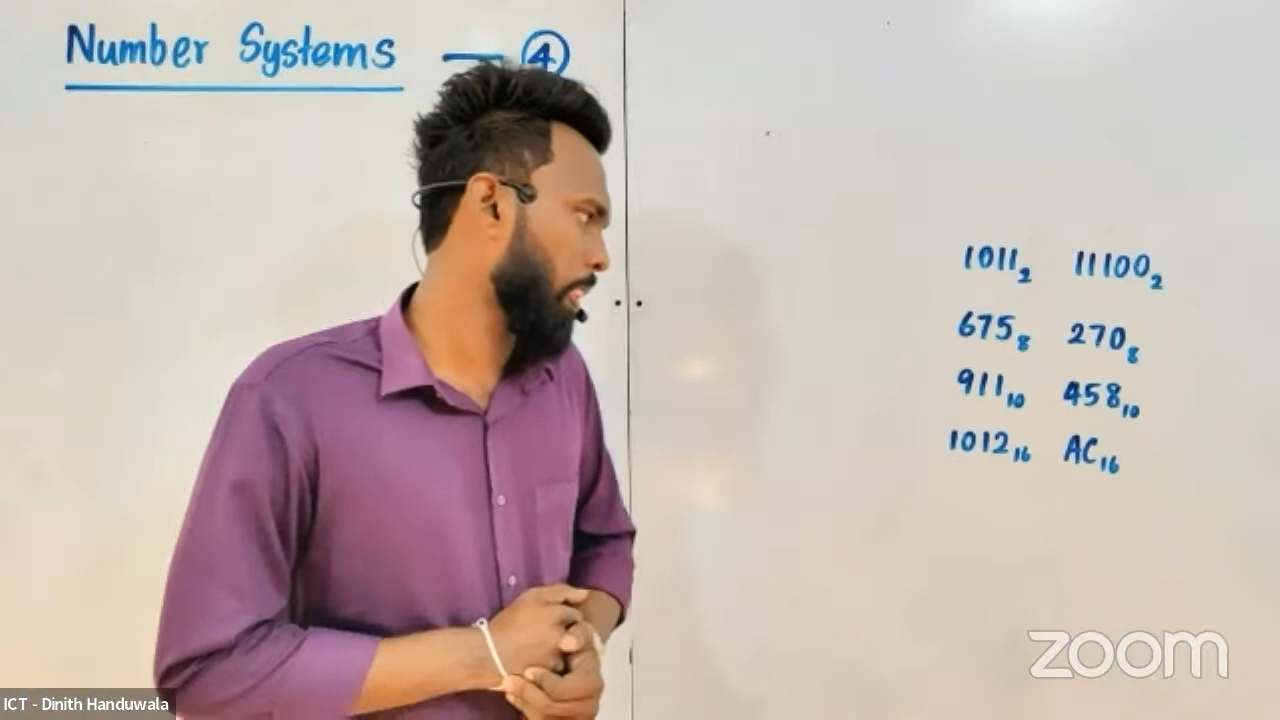 Number Systems — ④
1011₂ 11100₂
675₈ 270₈
911₁₀ 458₁₀
1012₁₆ AC₁₆
zoom
ICT - Dinith Handuwala